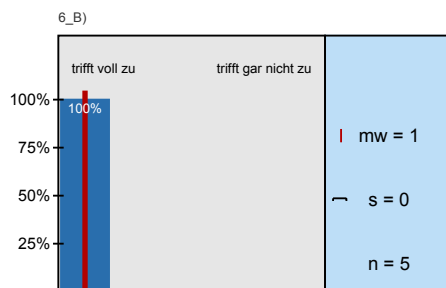 6_B)
trifft voll zu trifft gar nicht zu
100%
100%
75%
50%
25%
mw = 1
s = 0
n = 5